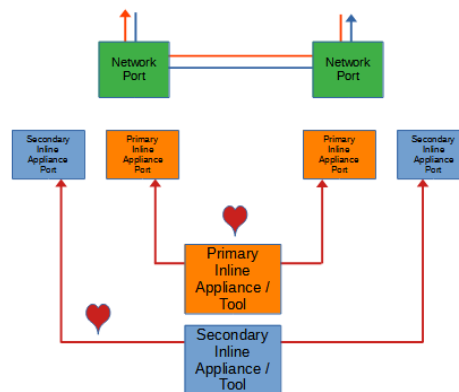 Network
Port
Network
Port
Secondary
Inline
Appliance
Port
Primary
Inline
Appliance
Port
Primary
Inline
Appliance
Port
Secondary
Inline
Appliance
Port
Primary
Inline
Appliance /
Tool
Secondary
Inline
Appliance /
Tool